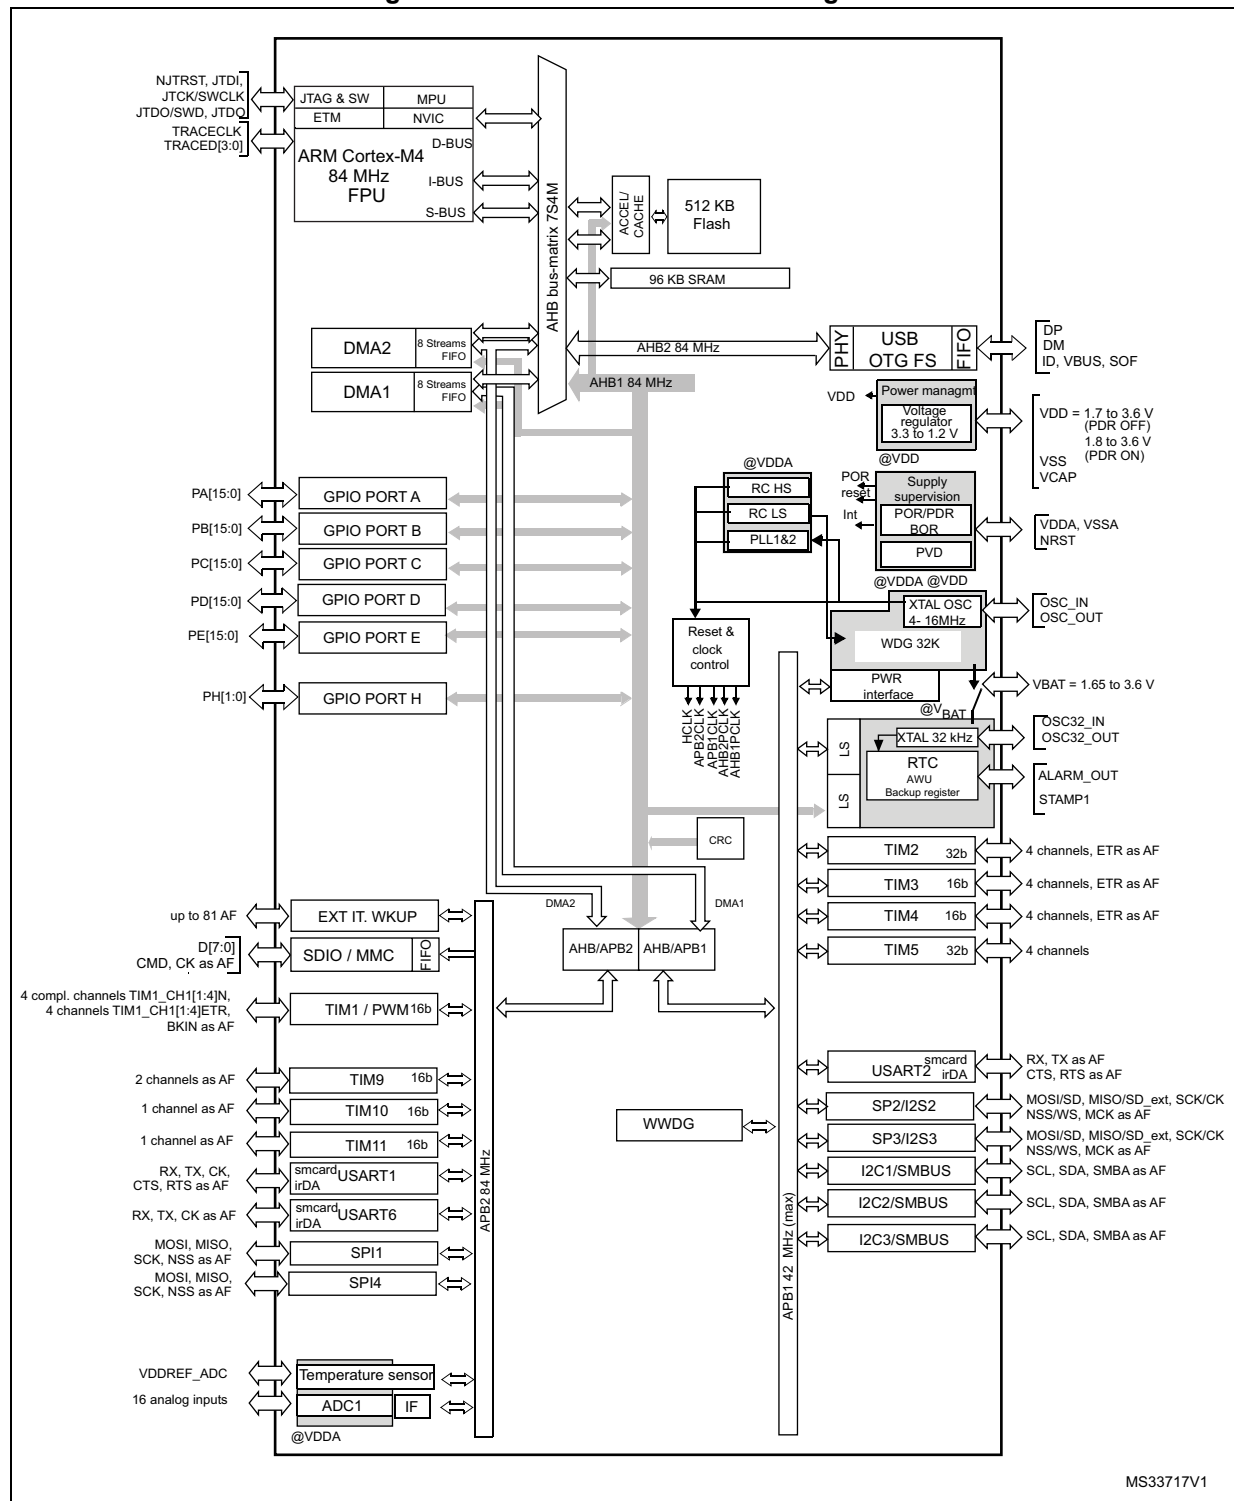 NJTRST, JTDI,
JTCK/SWCLK
JTDO/SWD, JTDO
TRACECLK
TRACED[3:0]
JTAG & SW
MPU
ETM
NVIC
D-BUS
ARM Cortex-M4
84 MHz
FPU
I-BUS
S-BUS
AHB bus-matrix 7S4M
ACCEL/
CACHE
512 KB
Flash
96 KB SRAM
DMA2
8 Streams
FIFO
DMA1
8 Streams
FIFO
AHB2 84 MHz
AHB1 84 MHz
PHY
USB
OTG FS
FIFO
DP
DM
ID, VBUS, SOF
Power managmt
VDD
Voltage
regulator
3.3 to 1.2 V
@VDD
VDD = 1.7 to 3.6 V
(PDR OFF)
1.8 to 3.6 V
(PDR ON)
VSS
VCAP
@VDDA
RC HS
RC LS
PLL1&2
POR
reset
Int
Supply
supervision
POR/PDR
BOR
PVD
VDDA, VSSA
NRST
@VDDA @VDD
XTAL OSC
4- 16MHz
OSC_IN
OSC_OUT
WDG 32K
PWR
interface
VBAT = 1.65 to 3.6 V
@VBAT
Reset &
clock
control
HCLK
APB2CLK
APB1CLK
AHB2PCLK
AHB1PCLK
PA[15:0]
GPIO PORT A
PB[15:0]
GPIO PORT B
PC[15:0]
GPIO PORT C
PD[15:0]
GPIO PORT D
PE[15:0]
GPIO PORT E
PH[1:0]
GPIO PORT H
LS
LS
XTAL 32 kHz
OSC32_IN
OSC32_OUT
RTC
AWU
Backup register
ALARM_OUT
STAMP1
CRC
TIM2 32b
4 channels, ETR as AF
TIM3 16b
4 channels, ETR as AF
TIM4 16b
4 channels, ETR as AF
TIM5 32b
4 channels
DMA2
DMA1
AHB/APB2
AHB/APB1
up to 81 AF
EXT IT. WKUP
D[7:0]
CMD, CK as AF
SDIO / MMC
FIFO
4 compl. channels TIM1_CH1[1:4]N,
4 channels TIM1_CH1[1:4]ETR,
BKIN as AF
TIM1 / PWM 16b
2 channels as AF
TIM9 16b
1 channel as AF
TIM10 16b
1 channel as AF
TIM11 16b
RX, TX, CK,
CTS, RTS as AF
smcard
irDA
USART1
RX, TX, CK as AF
smcard
irDA
USART6
MOSI, MISO,
SCK, NSS as AF
SPI1
MOSI, MISO,
SCK, NSS as AF
SPI4
APB2 84 MHz
VDDREF_ADC
Temperature sensor
16 analog inputs
ADC1
IF
@VDDA
WWDG
APB1 42 MHz (max)
USART2
smcard
irDA
RX, TX as AF
CTS, RTS as AF
SP2/I2S2
MOSI/SD, MISO/SD_ext, SCK/CK
NSS/WS, MCK as AF
SP3/I2S3
MOSI/SD, MISO/SD_ext, SCK/CK
NSS/WS, MCK as AF
I2C1/SMBUS
SCL, SDA, SMBA as AF
I2C2/SMBUS
SCL, SDA, SMBA as AF
I2C3/SMBUS
SCL, SDA, SMBA as AF
MS33717V1